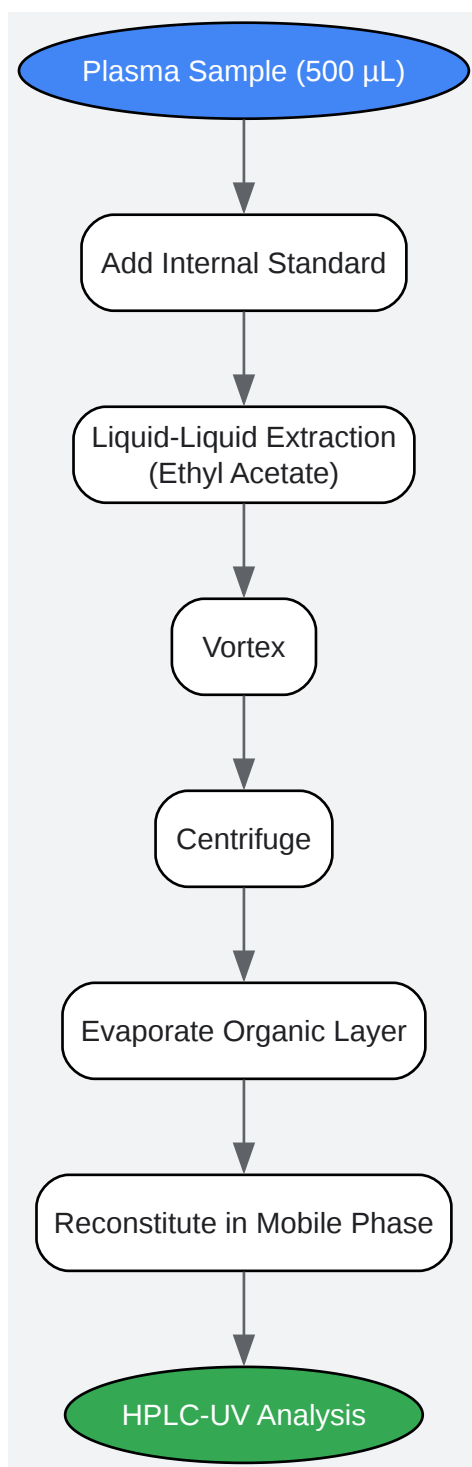 Plasma Sample (500 µL)
Add Internal Standard
Liquid-Liquid Extraction
(Ethyl Acetate)
Vortex
Centrifuge
Evaporate Organic Layer
Reconstitute in Mobile Phase
HPLC-UV Analysis